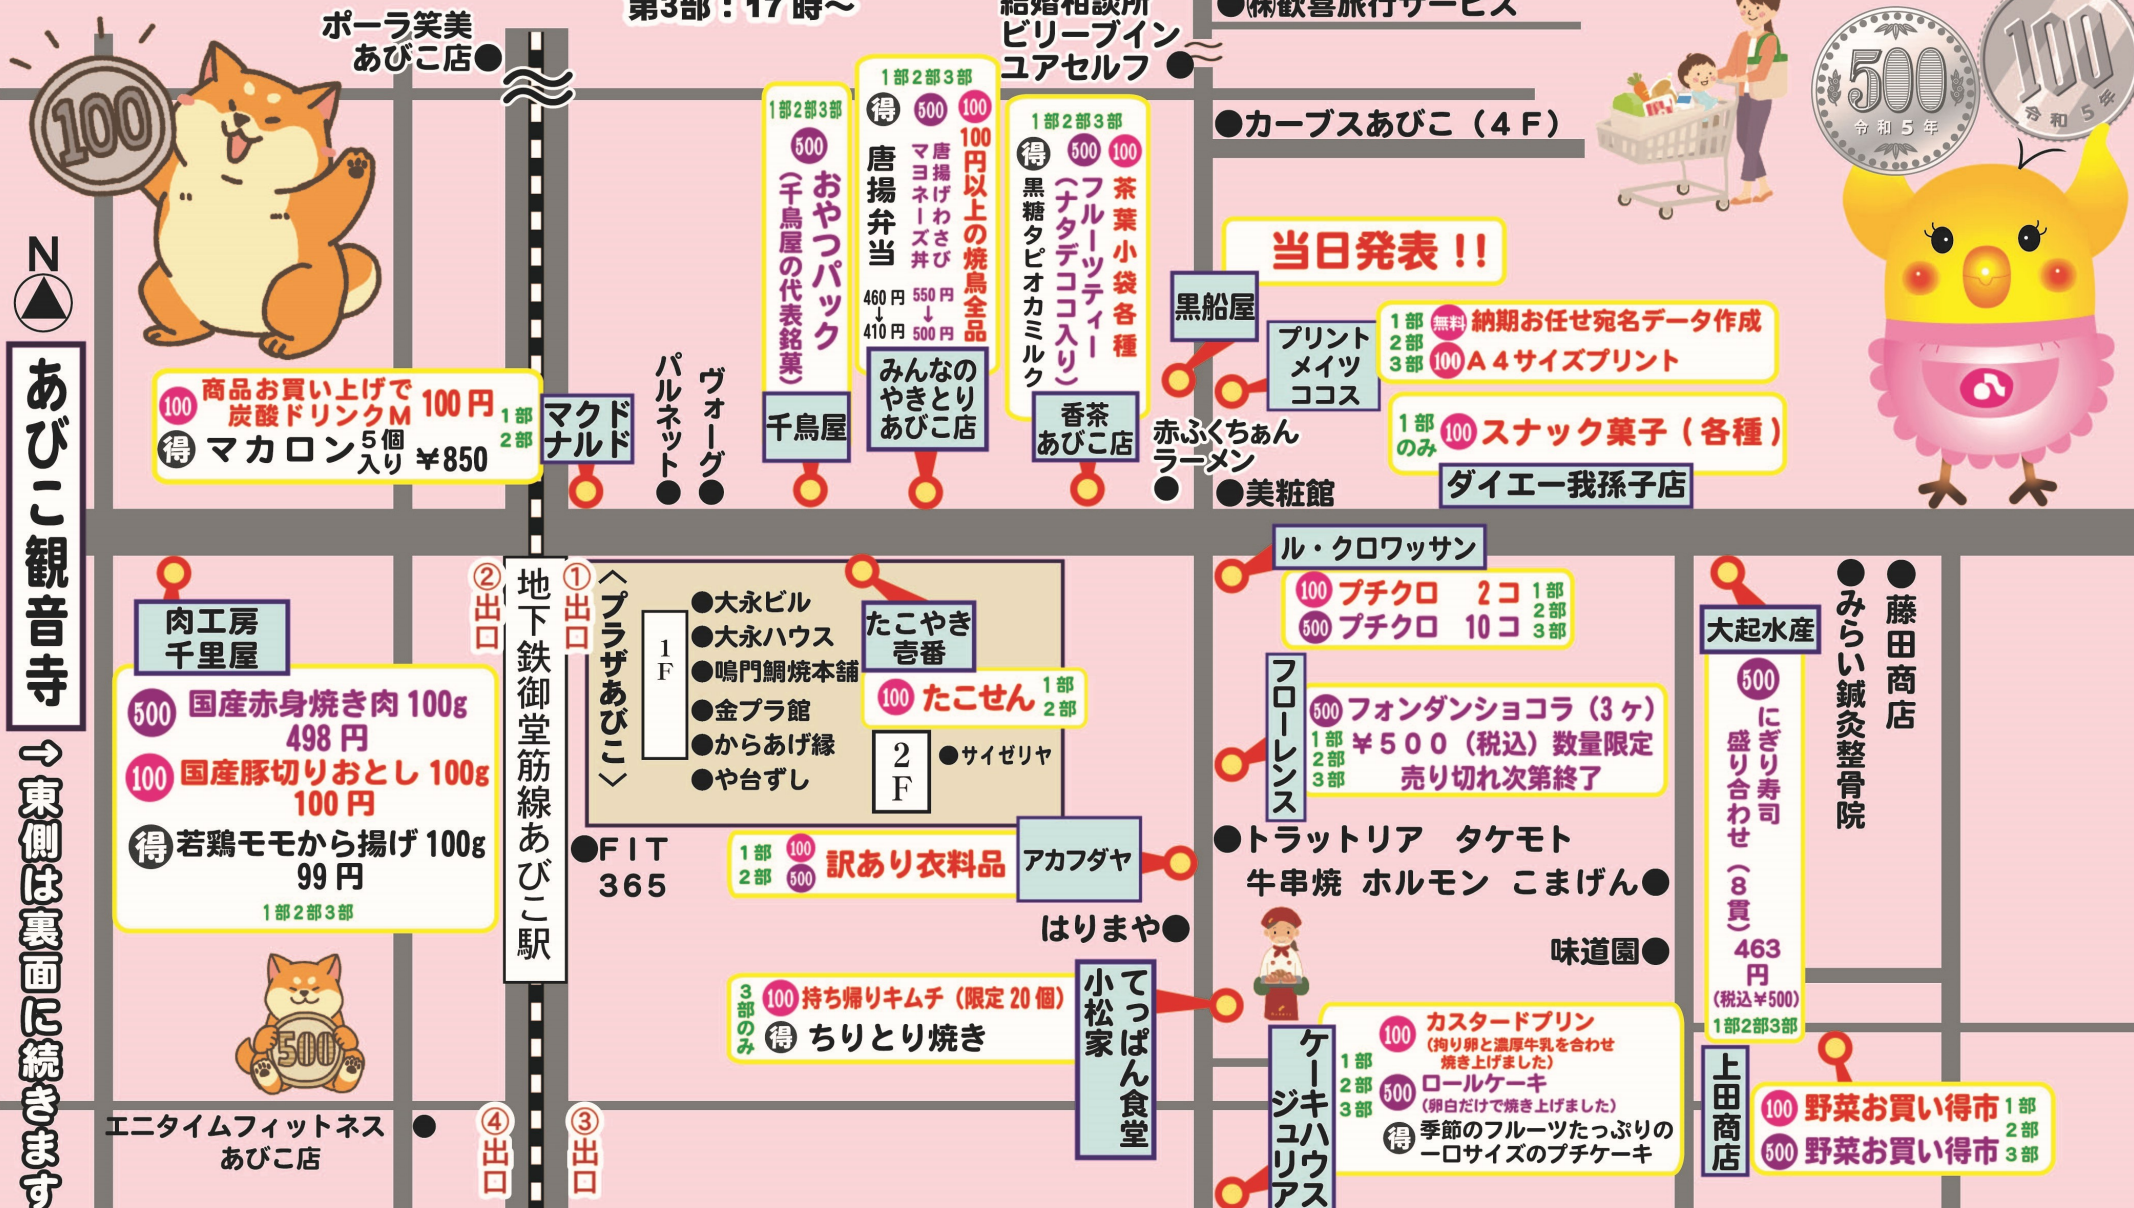 第3部：17時～
結婚相談所
ビリーブイン
ユアセルフ
㈱歓喜旅行サービス
ポーラ笑美
あびこ店
カーブスあびこ（４Ｆ）
100
500
令和5年
100
令和5年
N
あびこ観音寺
→東側は裏面に続きます
1部2部3部
500
おやつパック
（千鳥屋の代表銘菓）
千鳥屋
1部2部3部
得 500 100
100円以上の焼鳥全品
唐揚げわさび
マヨネーズ丼
550円
↓
500円
唐揚弁当
460円
↓
410円
みんなの
やきとり
あびこ店
1部2部3部
得 500 100
茶葉小袋各種
フルーツティー
（ナタデココ入り）
黒糖タピオカミルク
香茶
あびこ店
当日発表!!
黒船屋
プリント
メイツ
ココス
1部
2部
3部
無料 納期お任せ宛名データ作成
100 A４サイズプリント
1部
のみ
100 スナック菓子(各種)
ダイエー我孫子店
100 商品お買い上げで
炭酸ドリンクM 100円
得 マカロン 5個
入り ¥850
1部
2部
マクド
ナルド
パルネット
ヴォーグ
赤ふくちぁん
ラーメン
美粧館
肉工房
千里屋
500 国産赤身焼き肉 100g
498円
100 国産豚切りおとし 100g
100円
得 若鶏モモから揚げ 100g
99円
1部2部3部
500
②出口
①出口
地下鉄御堂筋線あびこ駅
④出口
③出口
〈プラザあびこ〉
1F
大永ビル
大永ハウス
鳴門鯛焼本舗
金プラ館
からあげ縁
や台ずし
たこやき
壱番
100 たこせん
1部
2部
2F
サイゼリヤ
FIT
365
1部
2部
100
500
訳あり衣料品
アカフダヤ
はりまや
3部のみ
100 持ち帰りキムチ（限定20個）
得 ちりとり焼き
てっぱん食堂
小松家
エニタイムフィットネス
あびこ店
ル・クロワッサン
100 プチクロ 2コ
500 プチクロ 10コ
1部
2部
3部
フローレンス
500 フォンダンショコラ（3ヶ）
1部
2部
3部
￥５００（税込）数量限定
売り切れ次第終了
トラットリア タケモト
牛串焼 ホルモン こまげん
味道園
ケーキハウス
ジュリア
1部
2部
3部
100 カスタードプリン
（拘り卵と濃厚牛乳を合わせ
焼き上げました）
500 ロールケーキ
（卵白だけで焼き上げました）
得 季節のフルーツたっぷりの
一口サイズのプチケーキ
大起水産
500
にぎり寿司
盛り合わせ（8貫）
463
円
(税込¥500)
1部2部3部
みらい鍼灸整骨院
藤田商店
上田商店
100 野菜お買い得市
500 野菜お買い得市
1部
2部
3部